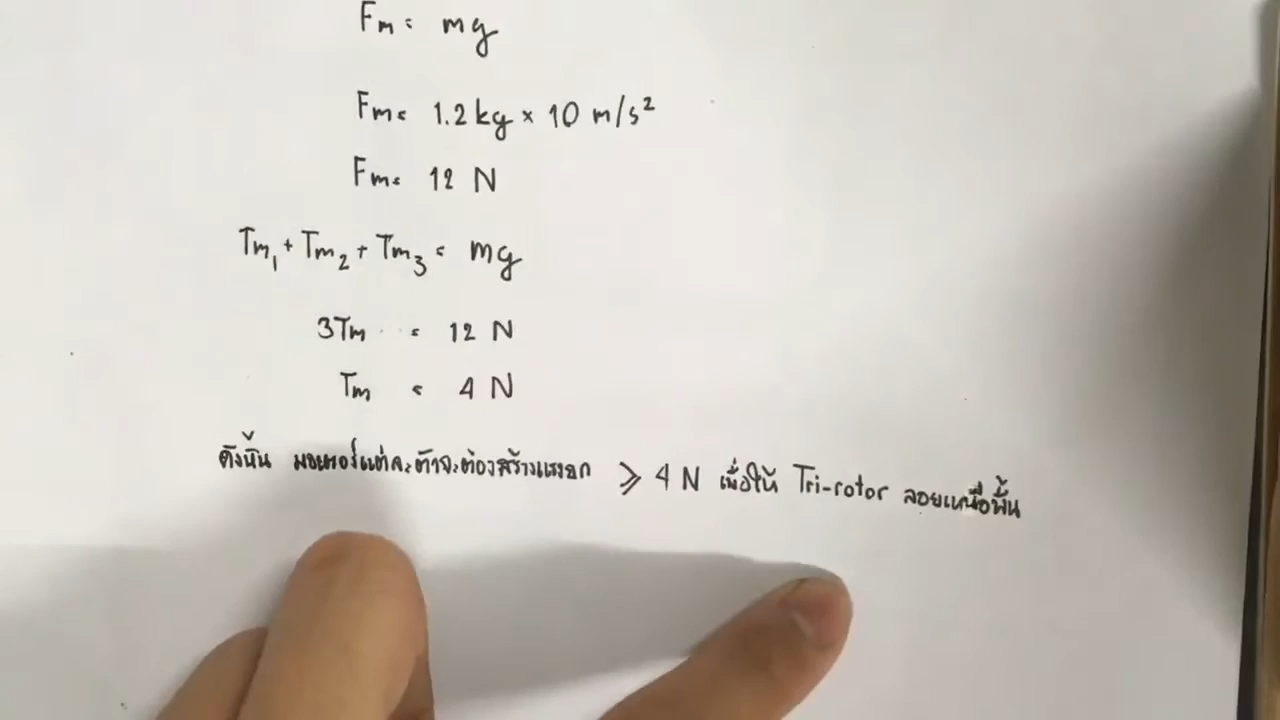 Fm = mg
Fm = 1.2 kg × 10 m/s²
Fm = 12 N
Tm₁ + Tm₂ + Tm₃ = mg
3Tm = 12 N
Tm = 4 N
ดังนั้น มอเตอร์แต่ละตัวจะต้องสร้างแรงยก ⩾ 4 N เพื่อให้ Tri-rotor ลอยเหนือพื้น